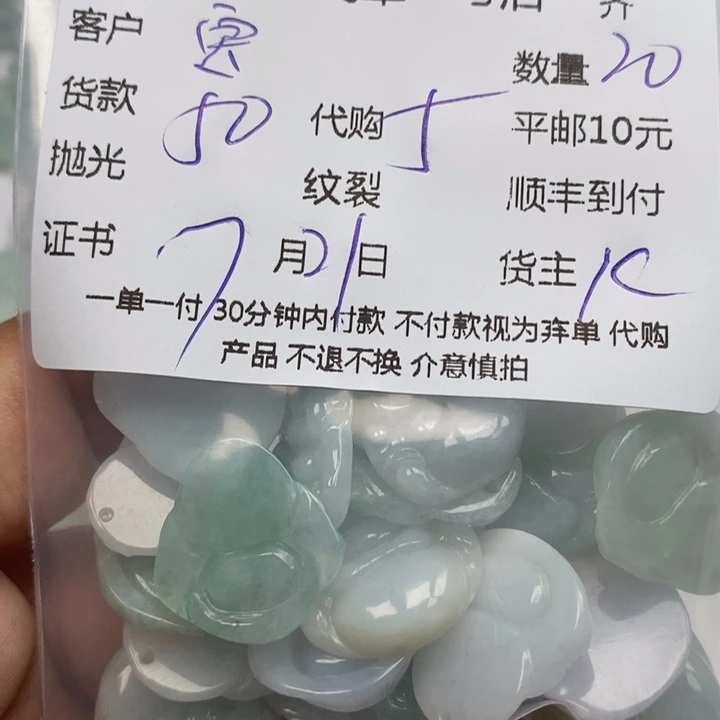 客户 数量 20
货款 50 代购 5 平邮10元
抛光 纹裂 顺丰到付
证书 7月21日 货主
一单一付 30分钟内付款 不付款视为弃单 代购
产品 不退不换 介意慎拍